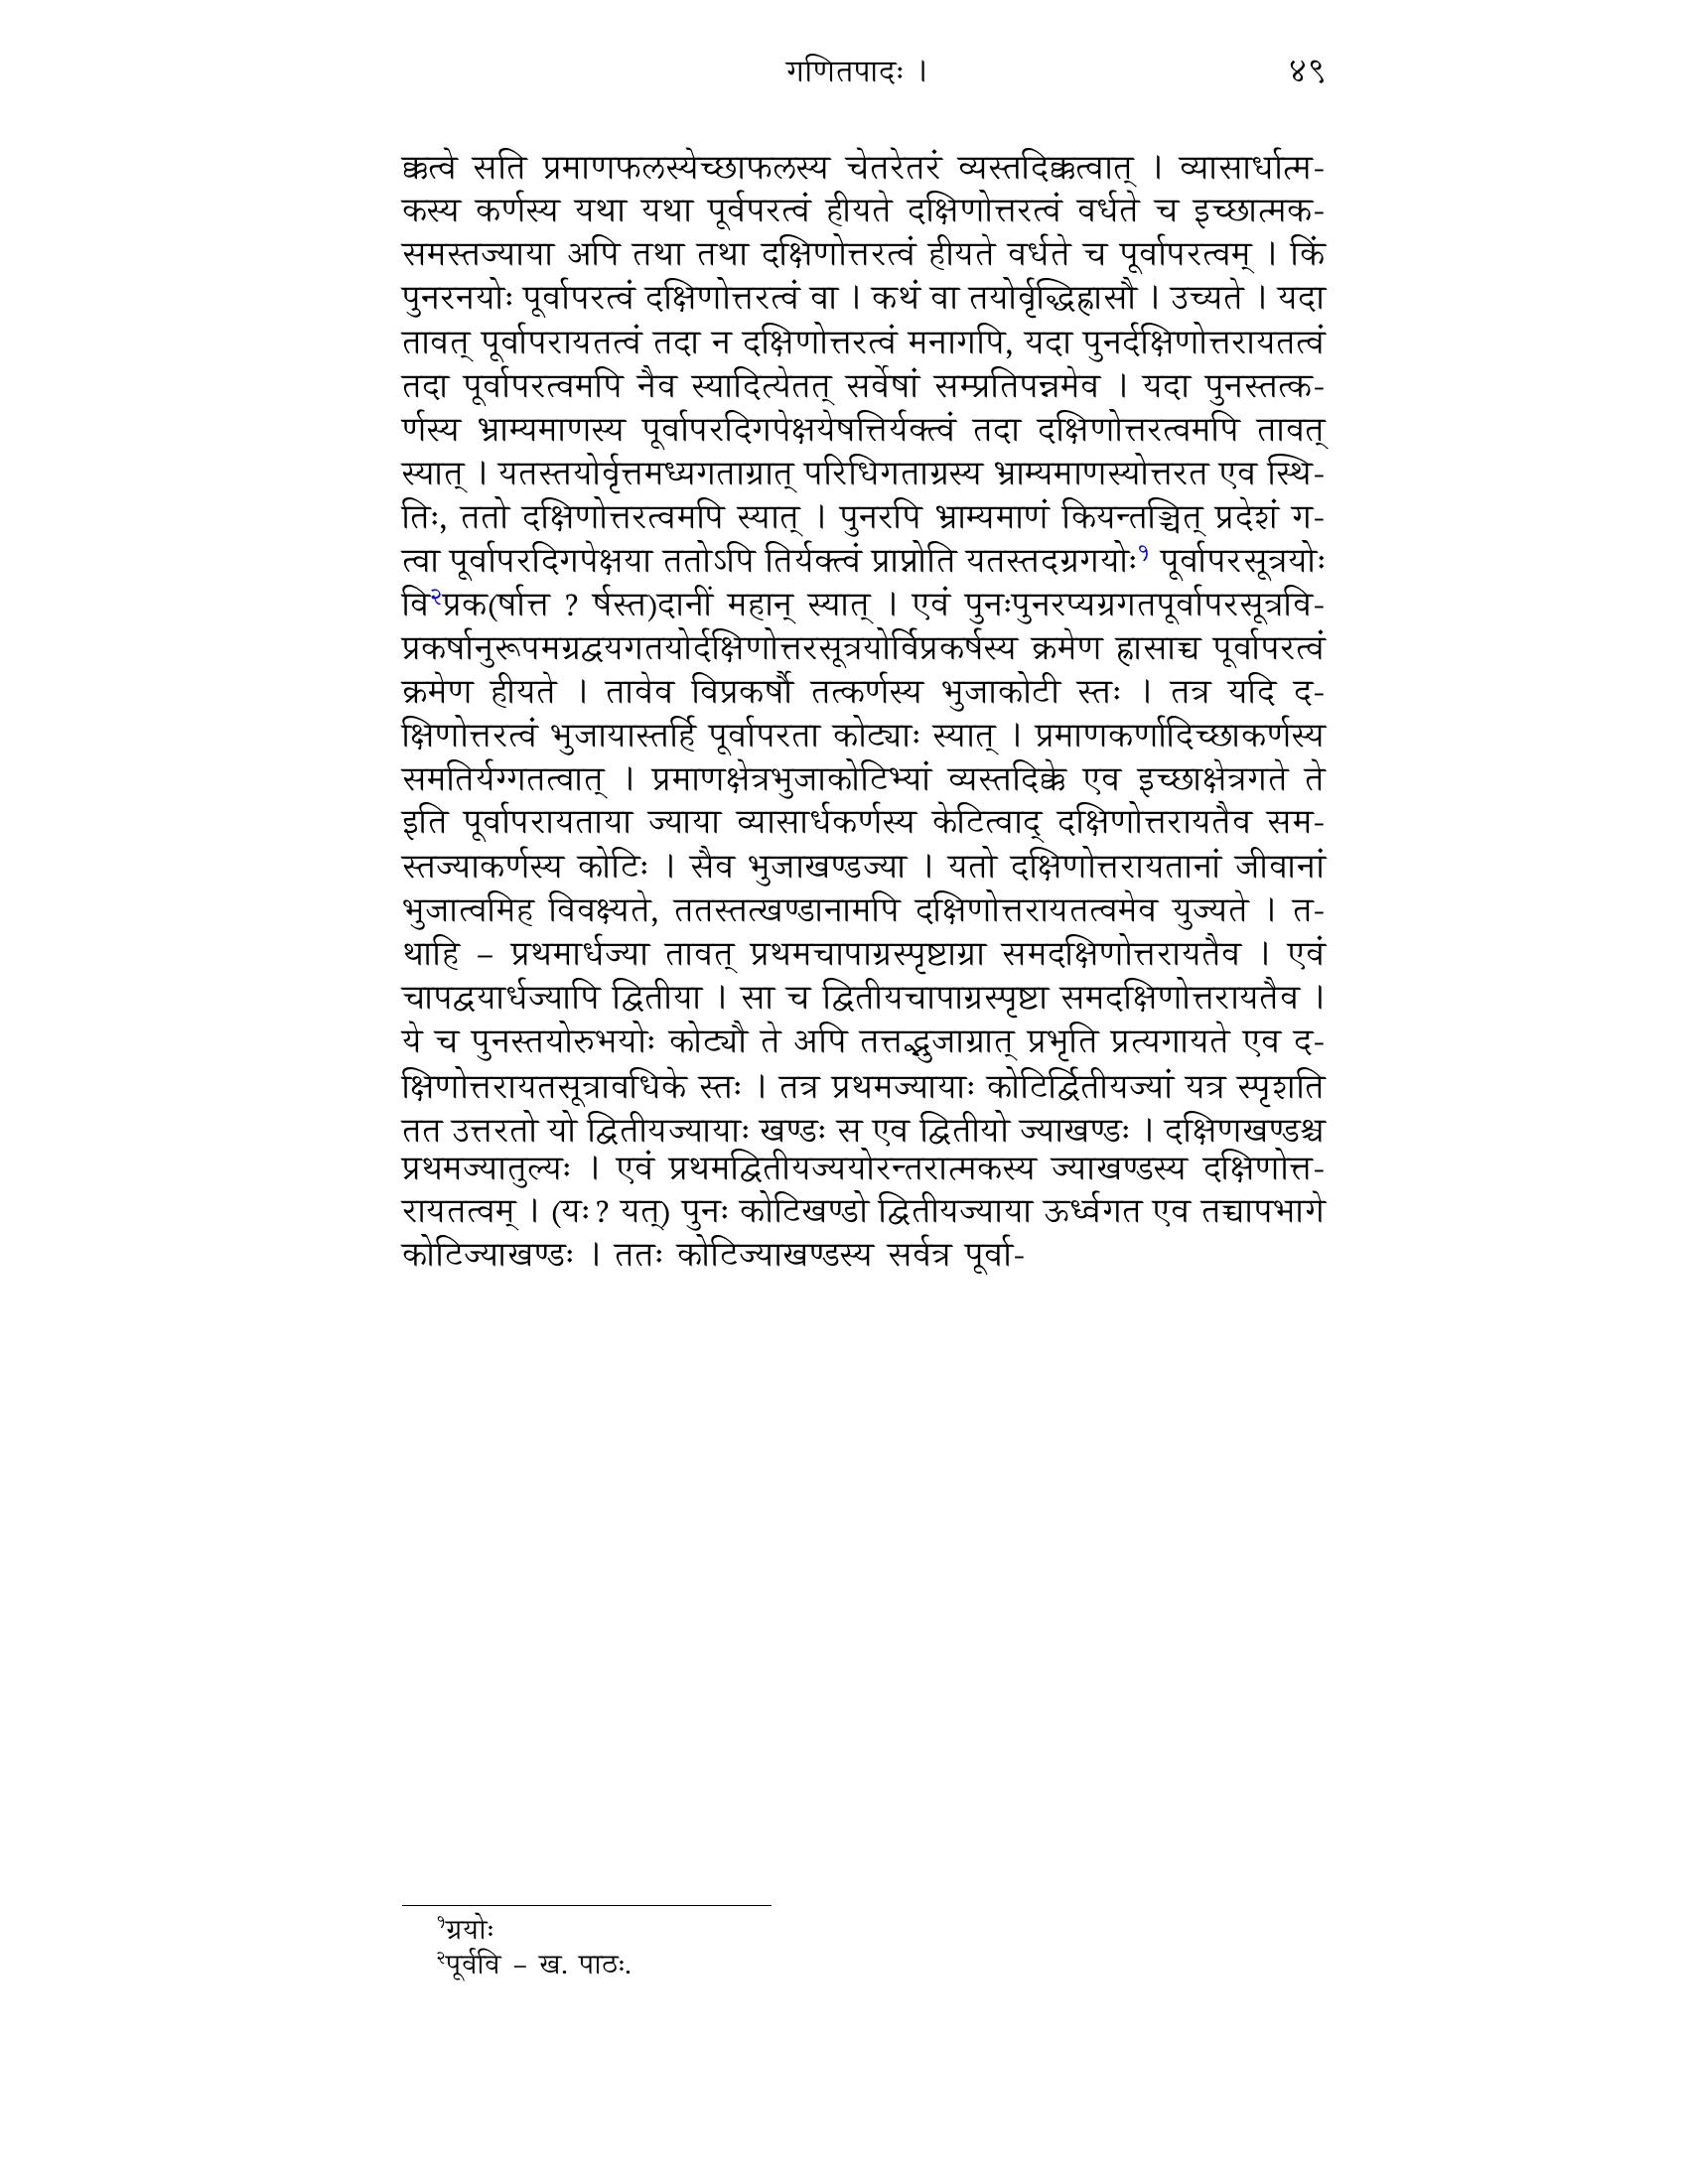 गणितपादः । ४९
क्कत्वे सति प्रमाणफलस्येच्छाफलस्य चेतरेतरं व्यस्तदिक्कत्वात् । व्यासार्धात्म-
कस्य कर्णस्य यथा यथा पूर्वपरत्वं हीयते दक्षिणोत्तरत्वं वर्धते च इच्छात्मक-
समस्तज्याया अपि तथा तथा दक्षिणोत्तरत्वं हीयते वर्धते च पूर्वापरत्वम् । किं
पुनरनयोः पूर्वापरत्वं दक्षिणोत्तरत्वं वा । कथं वा तयोर्वृद्धिह्रासौ । उच्यते । यदा
तावत् पूर्वापरायतत्वं तदा न दक्षिणोत्तरत्वं मनागपि, यदा पुनर्दक्षिणोत्तरायतत्वं
तदा पूर्वापरत्वमपि नैव स्यादित्येतत् सर्वेषां सम्प्रतिपन्नमेव । यदा पुनस्तत्क-
र्णस्य भ्राम्यमाणस्य पूर्वापरदिगपेक्षयेषत्तिर्यक्त्वं तदा दक्षिणोत्तरत्वमपि तावत्
स्यात् । यतस्तयोर्वृत्तमध्यगताग्रात् परिधिगताग्रस्य भ्राम्यमाणस्योत्तरत एव स्थि-
तिः, ततो दक्षिणोत्तरत्वमपि स्यात् । पुनरपि भ्राम्यमाणं कियन्तञ्चित् प्रदेशं ग-
त्वा पूर्वापरदिगपेक्षया ततोऽपि तिर्यक्त्वं प्राप्नोति यतस्तदग्रगयोः१ पूर्वापरसूत्रयोः
वि२प्रक(र्षात्त ? र्षस्त)दानीं महान् स्यात् । एवं पुनःपुनरप्यग्रगतपूर्वापरसूत्रवि-
प्रकर्षानुरूपमग्रद्वयगतयोर्दक्षिणोत्तरसूत्रयोर्विप्रकर्षस्य क्रमेण ह्रासाच्च पूर्वापरत्वं
क्रमेण हीयते । तावेव विप्रकर्षौ तत्कर्णस्य भुजाकोटी स्तः । तत्र यदि द-
क्षिणोत्तरत्वं भुजायास्तर्हि पूर्वापरता कोट्याः स्यात् । प्रमाणकर्णादिच्छाकर्णस्य
समतिर्यग्गतत्वात् । प्रमाणक्षेत्रभुजाकोटिभ्यां व्यस्तदिक्के एव इच्छाक्षेत्रगते ते
इति पूर्वापरायताया ज्याया व्यासार्धकर्णस्य केटित्वाद् दक्षिणोत्तरायतैव सम-
स्तज्याकर्णस्य कोटिः । सैव भुजाखण्डज्या । यतो दक्षिणोत्तरायतानां जीवानां
भुजात्वमिह विवक्ष्यते, ततस्तत्खण्डानामपि दक्षिणोत्तरायतत्वमेव युज्यते । त-
थाहि – प्रथमार्धज्या तावत् प्रथमचापाग्रस्पृष्टाग्रा समदक्षिणोत्तरायतैव । एवं
चापद्वयार्धज्यापि द्वितीया । सा च द्वितीयचापाग्रस्पृष्टा समदक्षिणोत्तरायतैव ।
ये च पुनस्तयोरुभयोः कोट्यौ ते अपि तत्तद्भुजाग्रात् प्रभृति प्रत्यगायते एव द-
क्षिणोत्तरायतसूत्रावधिके स्तः । तत्र प्रथमज्यायाः कोटिर्द्वितीयज्यां यत्र स्पृशति
तत उत्तरतो यो द्वितीयज्यायाः खण्डः स एव द्वितीयो ज्याखण्डः । दक्षिणखण्डश्च
प्रथमज्यातुल्यः । एवं प्रथमद्वितीयज्ययोरन्तरात्मकस्य ज्याखण्डस्य दक्षिणोत्त-
रायतत्वम् । (यः? यत्) पुनः कोटिखण्डो द्वितीयज्याया ऊर्ध्वगत एव तच्चापभागे
कोटिज्याखण्डः । ततः कोटिज्याखण्डस्य सर्वत्र पूर्वा-
१ग्रयोः
२पूर्ववि – ख. पाठः.